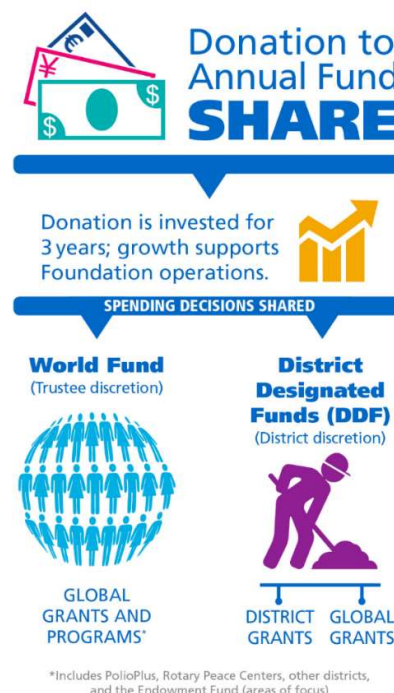 Donation to
Annual Fund
SHARE
Donation is invested for
3 years; growth supports
Foundation operations.
SPENDING DECISIONS SHARED
World Fund
(Trustee discretion)
District
Designated
Funds (DDF)
(District discretion)
GLOBAL
GRANTS AND
PROGRAMS*
DISTRICT
GRANTS
GLOBAL
GRANTS
*Includes PolioPlus, Rotary Peace Centers, other districts,
and the Endowment Fund (areas of focus)